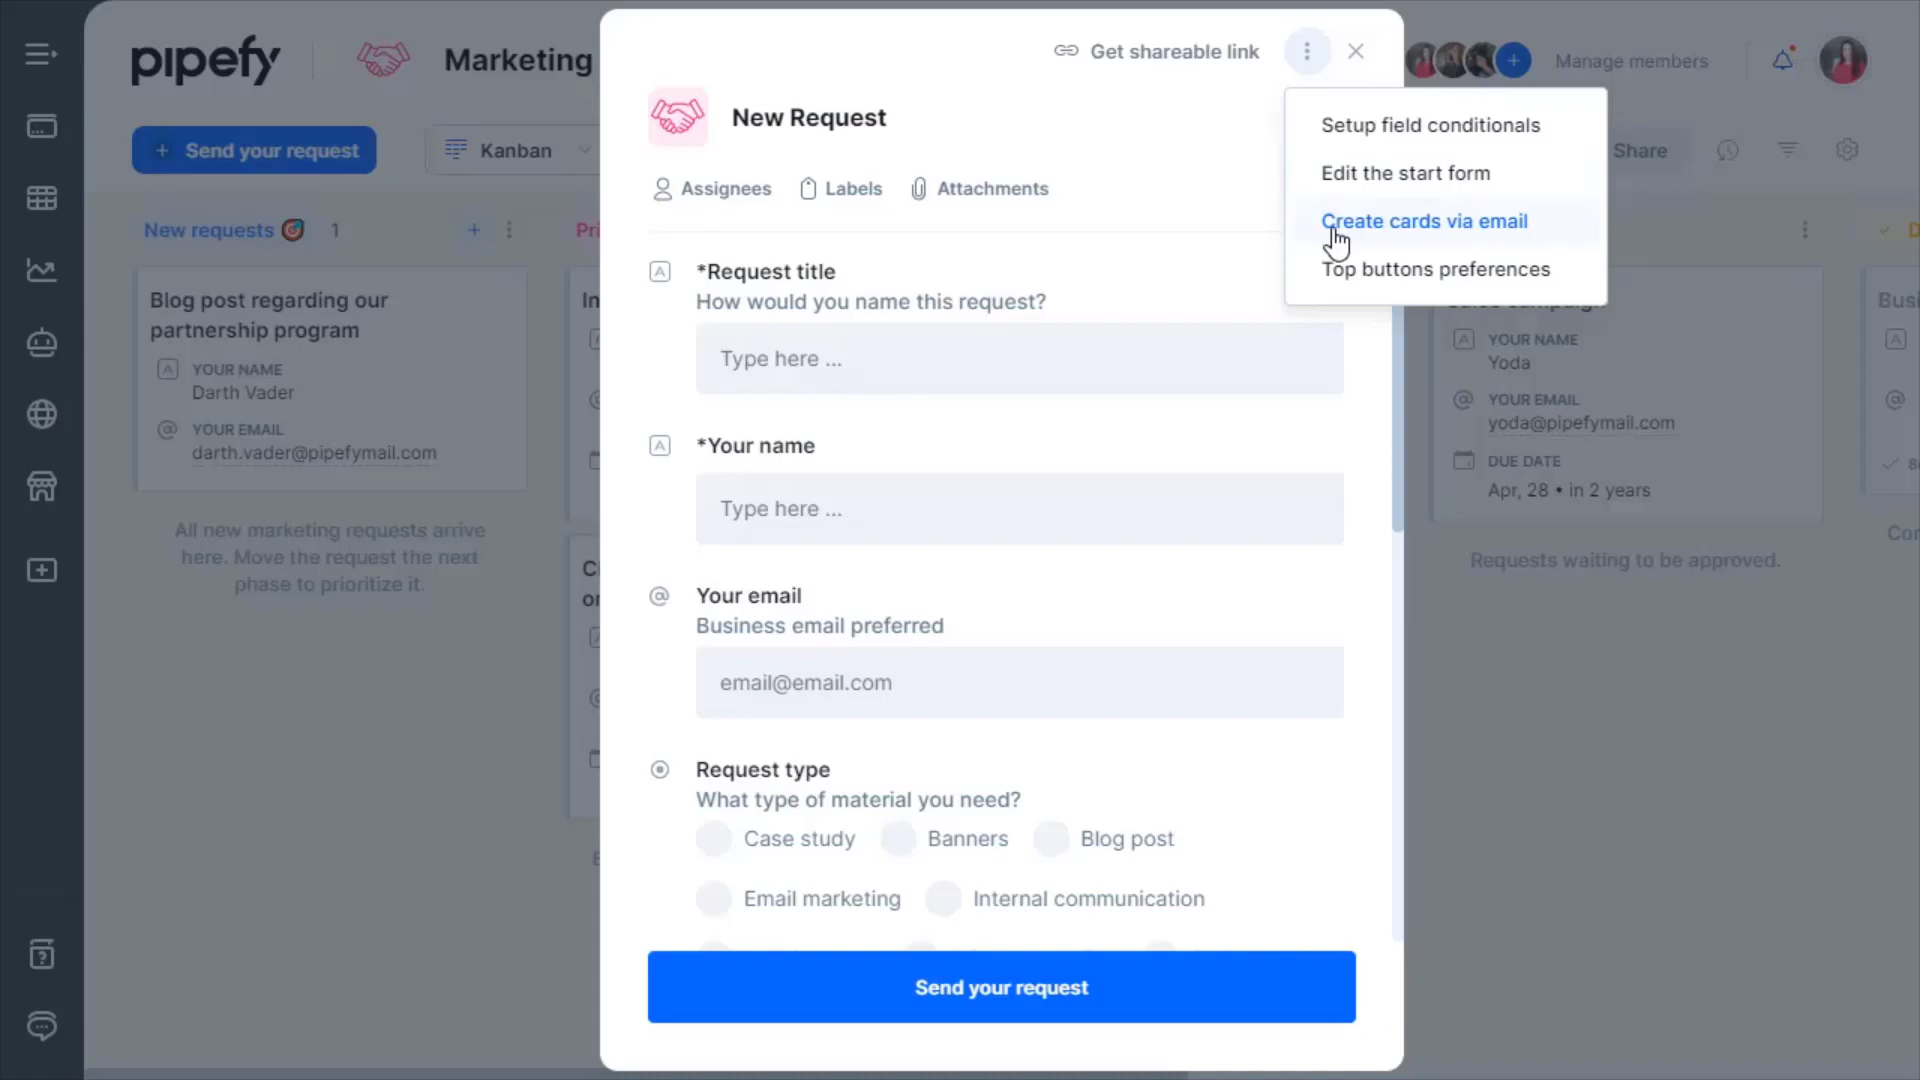 pipefy
Marketing
Get shareable link
Manage members
New Request
Send your request
Kanban
Setup field conditionals
Edit the start form
Create cards via email
Top buttons preferences
Share
Assignees
Labels
Attachments
New requests
1
Blog post regarding our
partnership program
YOUR NAME
Darth Vader
YOUR EMAIL
darth.vader@pipefymail.com
All new marketing requests arrive
here. Move the request the next
phase to prioritize it.
*Request title
How would you name this request?
Type here ...
*Your name
Type here ...
Your email
Business email preferred
email@email.com
Request type
What type of material you need?
Case study
Banners
Blog post
Email marketing
Internal communication
Send your request
YOUR NAME
Yoda
YOUR EMAIL
yoda@pipefymail.com
DUE DATE
Apr, 28 • in 2 years
Requests waiting to be approved.